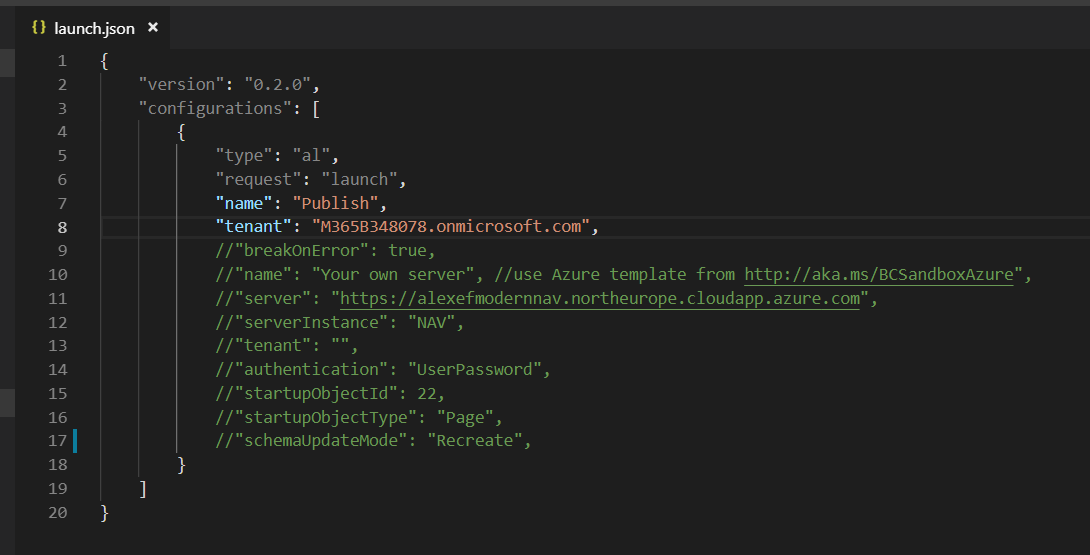 {} launch.json ×
1 {
2 "version": "0.2.0",
3 "configurations": [
4 {
5 "type": "al",
6 "request": "launch",
7 "name": "Publish",
8 "tenant": "M365B348078.onmicrosoft.com",
9 //"breakOnError": true,
10 //"name": "Your own server", //use Azure template from http://aka.ms/BCSandboxAzure",
11 //"server": "https://alexefmodernnav.northeurope.cloudapp.azure.com",
12 //"serverInstance": "NAV",
13 //"tenant": "",
14 //"authentication": "UserPassword",
15 //"startupObjectId": 22,
16 //"startupObjectType": "Page",
17 //"schemaUpdateMode": "Recreate",
18 }
19 ]
20 }